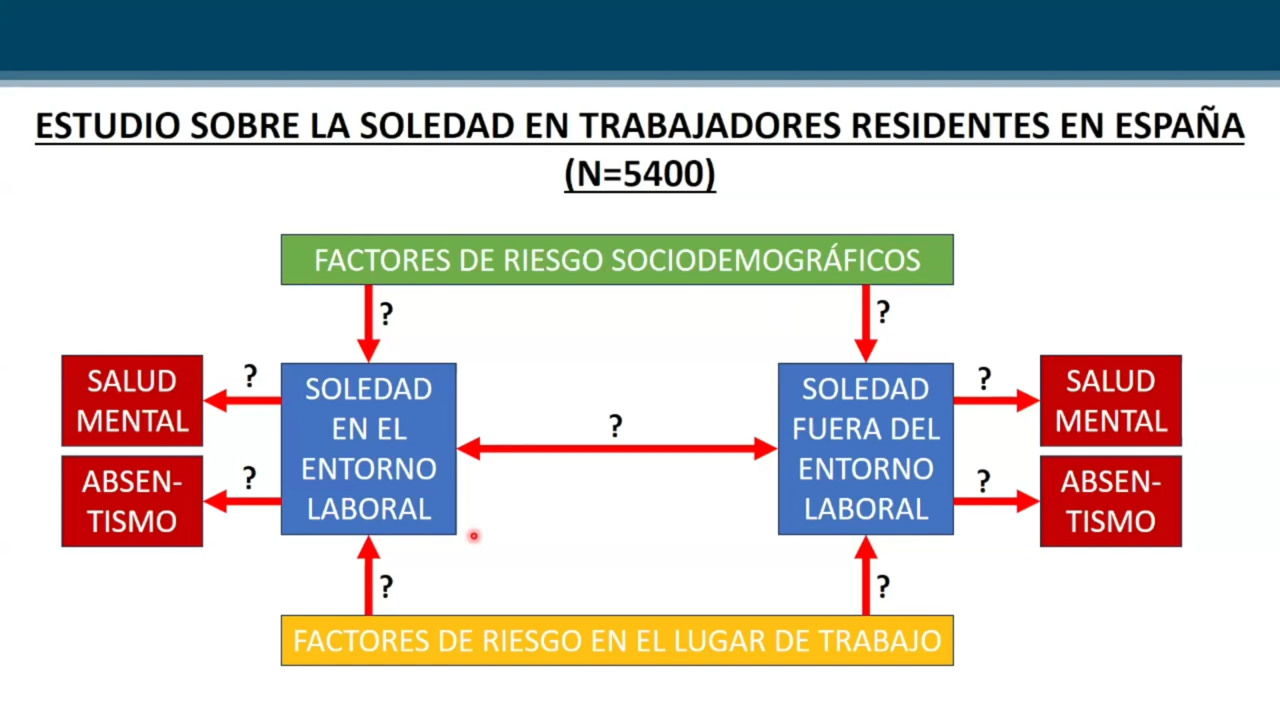 ESTUDIO SOBRE LA SOLEDAD EN TRABAJADORES RESIDENTES EN ESPAÑA
(N=5400)
FACTORES DE RIESGO SOCIODEMOGRÁFICOS
?
?
SALUD
MENTAL
?
SOLEDAD
EN EL
ENTORNO
LABORAL
?
SOLEDAD
FUERA DEL
ENTORNO
LABORAL
?
SALUD
MENTAL
ABSEN-
TISMO
?
?
ABSEN-
TISMO
?
?
FACTORES DE RIESGO EN EL LUGAR DE TRABAJO